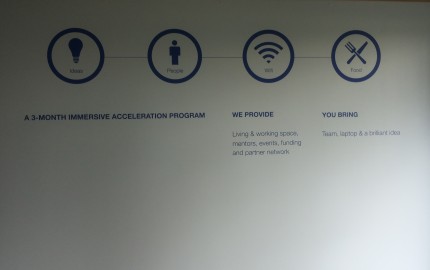 Ideas
People
Wifi
Food
A 3-MONTH IMMERSIVE ACCELERATION PROGRAM
WE PROVIDE
Living & working space,
mentors, events, funding
and partner network
YOU BRING
Team, laptop & a brilliant idea